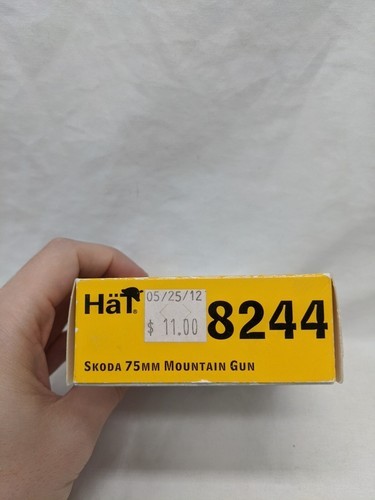 HäT®
05/25/12
$ 11.00
8244
SKODA 75MM MOUNTAIN GUN